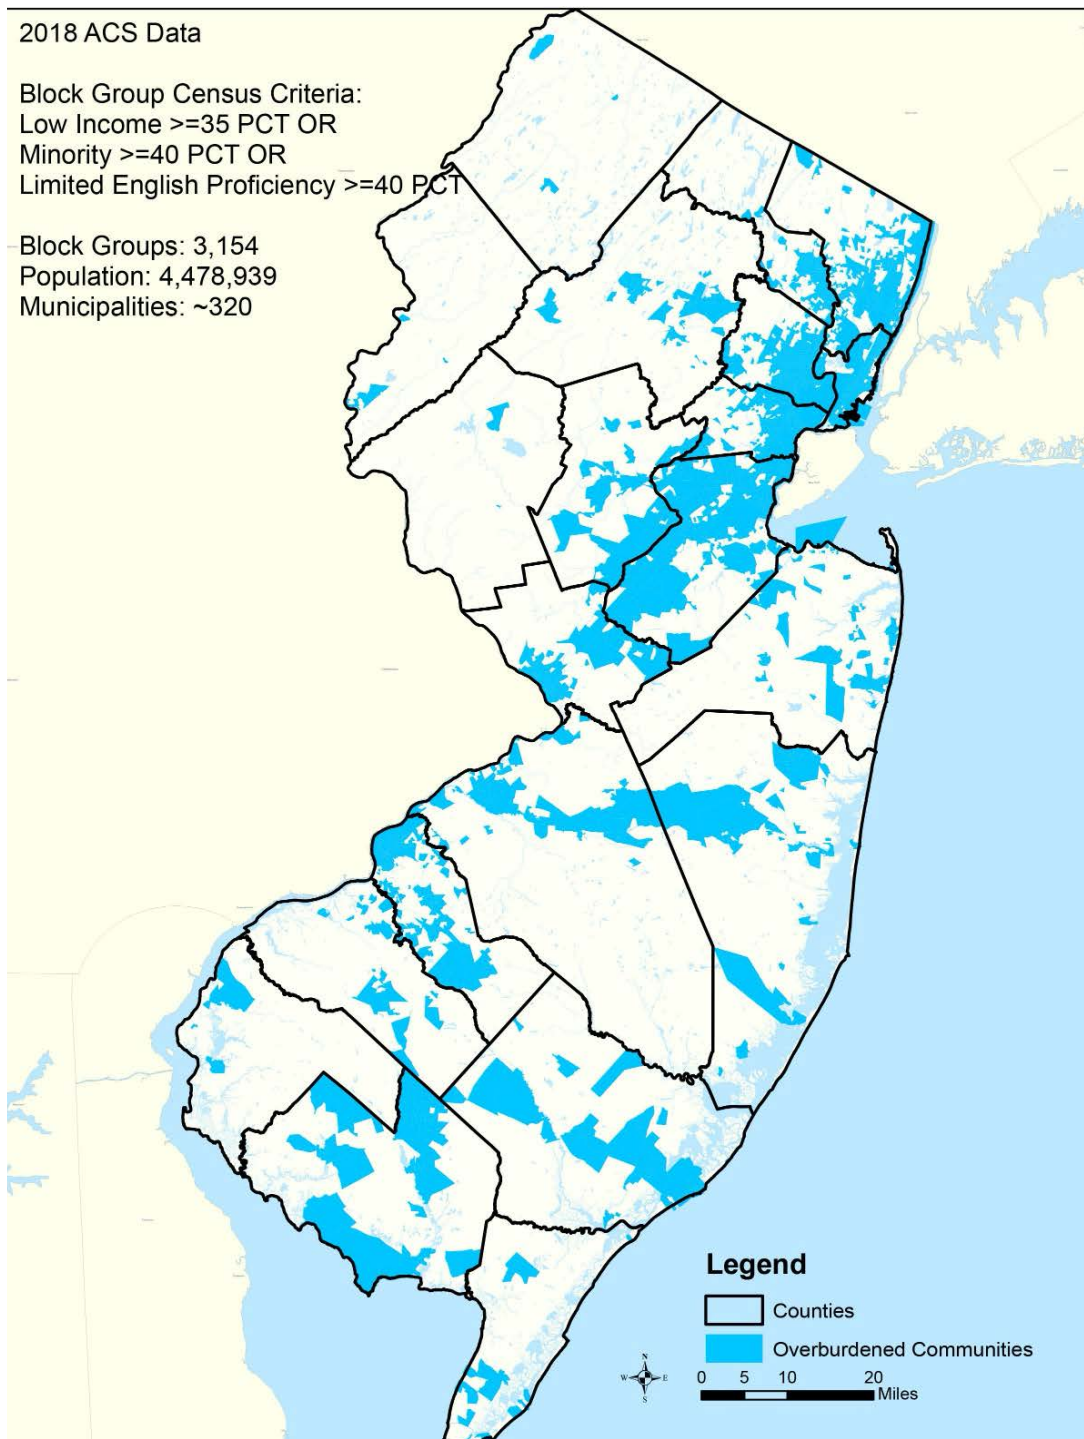 2018 ACS Data
Block Group Census Criteria:
Low Income >=35 PCT OR
Minority >=40 PCT OR
Limited English Proficiency >=40 PCT
Block Groups: 3,154
Population: 4,478,939
Municipalities: ~320
Legend
Counties
Overburdened Communities
N
W E
S
0 5 10 20
Miles